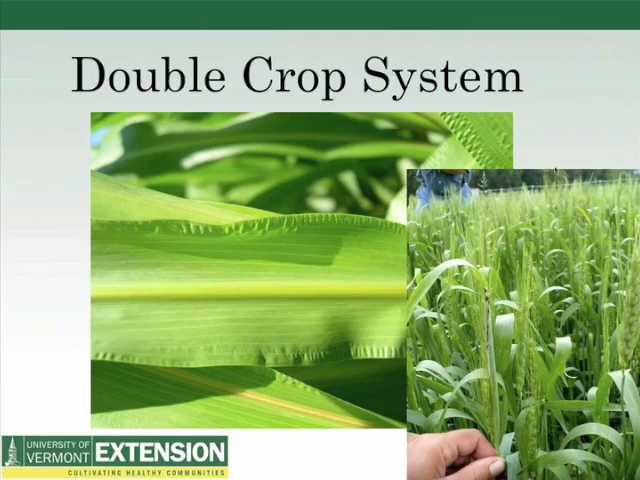 Double Crop System
UNIVERSITY OF
VERMONT
EXTENSION
CULTIVATING HEALTHY COMMUNITIES